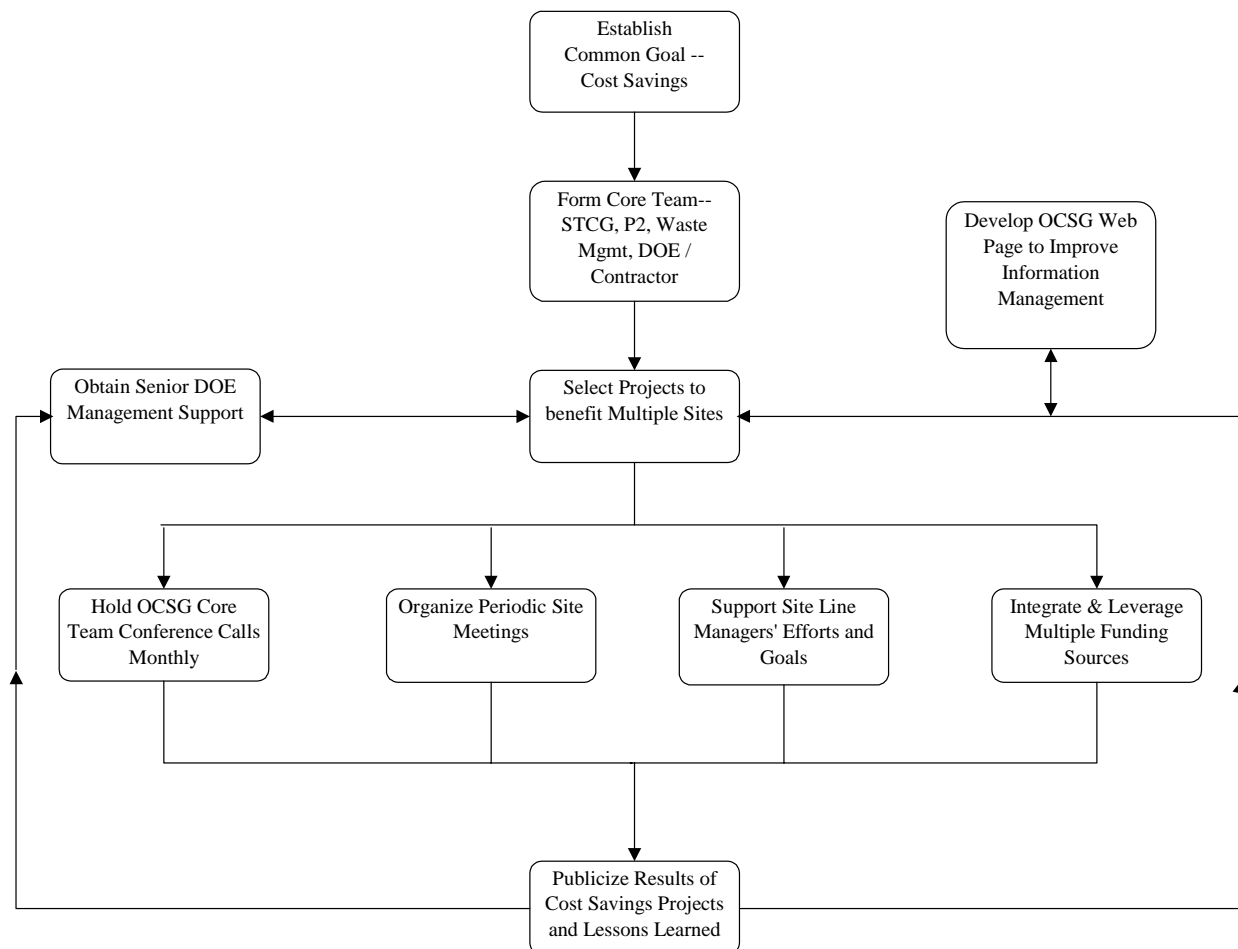 Establish
Common Goal --
Cost Savings
Form Core Team--
STCG, P2, Waste
Mgmt, DOE /
Contractor
Develop OCSG Web
Page to Improve
Information
Management
Obtain Senior DOE
Management Support
Select Projects to
benefit Multiple Sites
Hold OCSG Core
Team Conference Calls
Monthly
Organize Periodic Site
Meetings
Support Site Line
Managers' Efforts and
Goals
Integrate & Leverage
Multiple Funding
Sources
Publicize Results of
Cost Savings Projects
and Lessons Learned